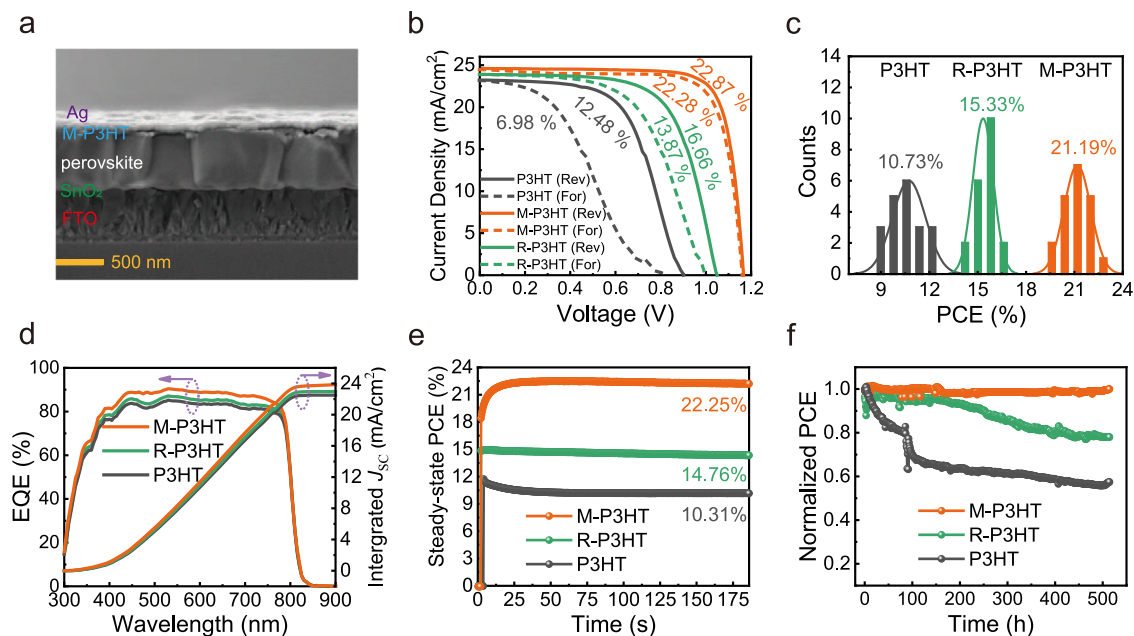 a
Ag
M-P3HT
perovskite
SnO₂
FTO
500 nm
b
25
20
15
10
5
0
0.0 0.2 0.4 0.6 0.8 1.0 1.2
Current Density (mA/cm²)
Voltage (V)
6.98 %
12.48 %
22.28 %
13.87 %
22.87 %
16.66 %
P3HT (Rev)
P3HT (For)
M-P3HT (Rev)
M-P3HT (For)
R-P3HT (Rev)
R-P3HT (For)
c
14
12
10
8
6
4
2
0
9 12 15 18 21 24
Counts
PCE (%)
P3HT R-P3HT M-P3HT
15.33%
10.73%
21.19%
d
100
80
60
40
20
0
300 400 500 600 700 800 900
EQE (%)
Wavelength (nm)
24
20
16
12
8
4
0
Intergrated JSC (mA/cm²)
M-P3HT
R-P3HT
P3HT
e
24
21
18
15
12
9
6
3
0
0 25 50 75 100 125 150 175
Steady-state PCE (%)
Time (s)
22.25%
14.76%
10.31%
M-P3HT
R-P3HT
P3HT
f
1.0
0.8
0.6
0.4
0.2
0 100 200 300 400 500
Normalized PCE
Time (h)
M-P3HT
R-P3HT
P3HT